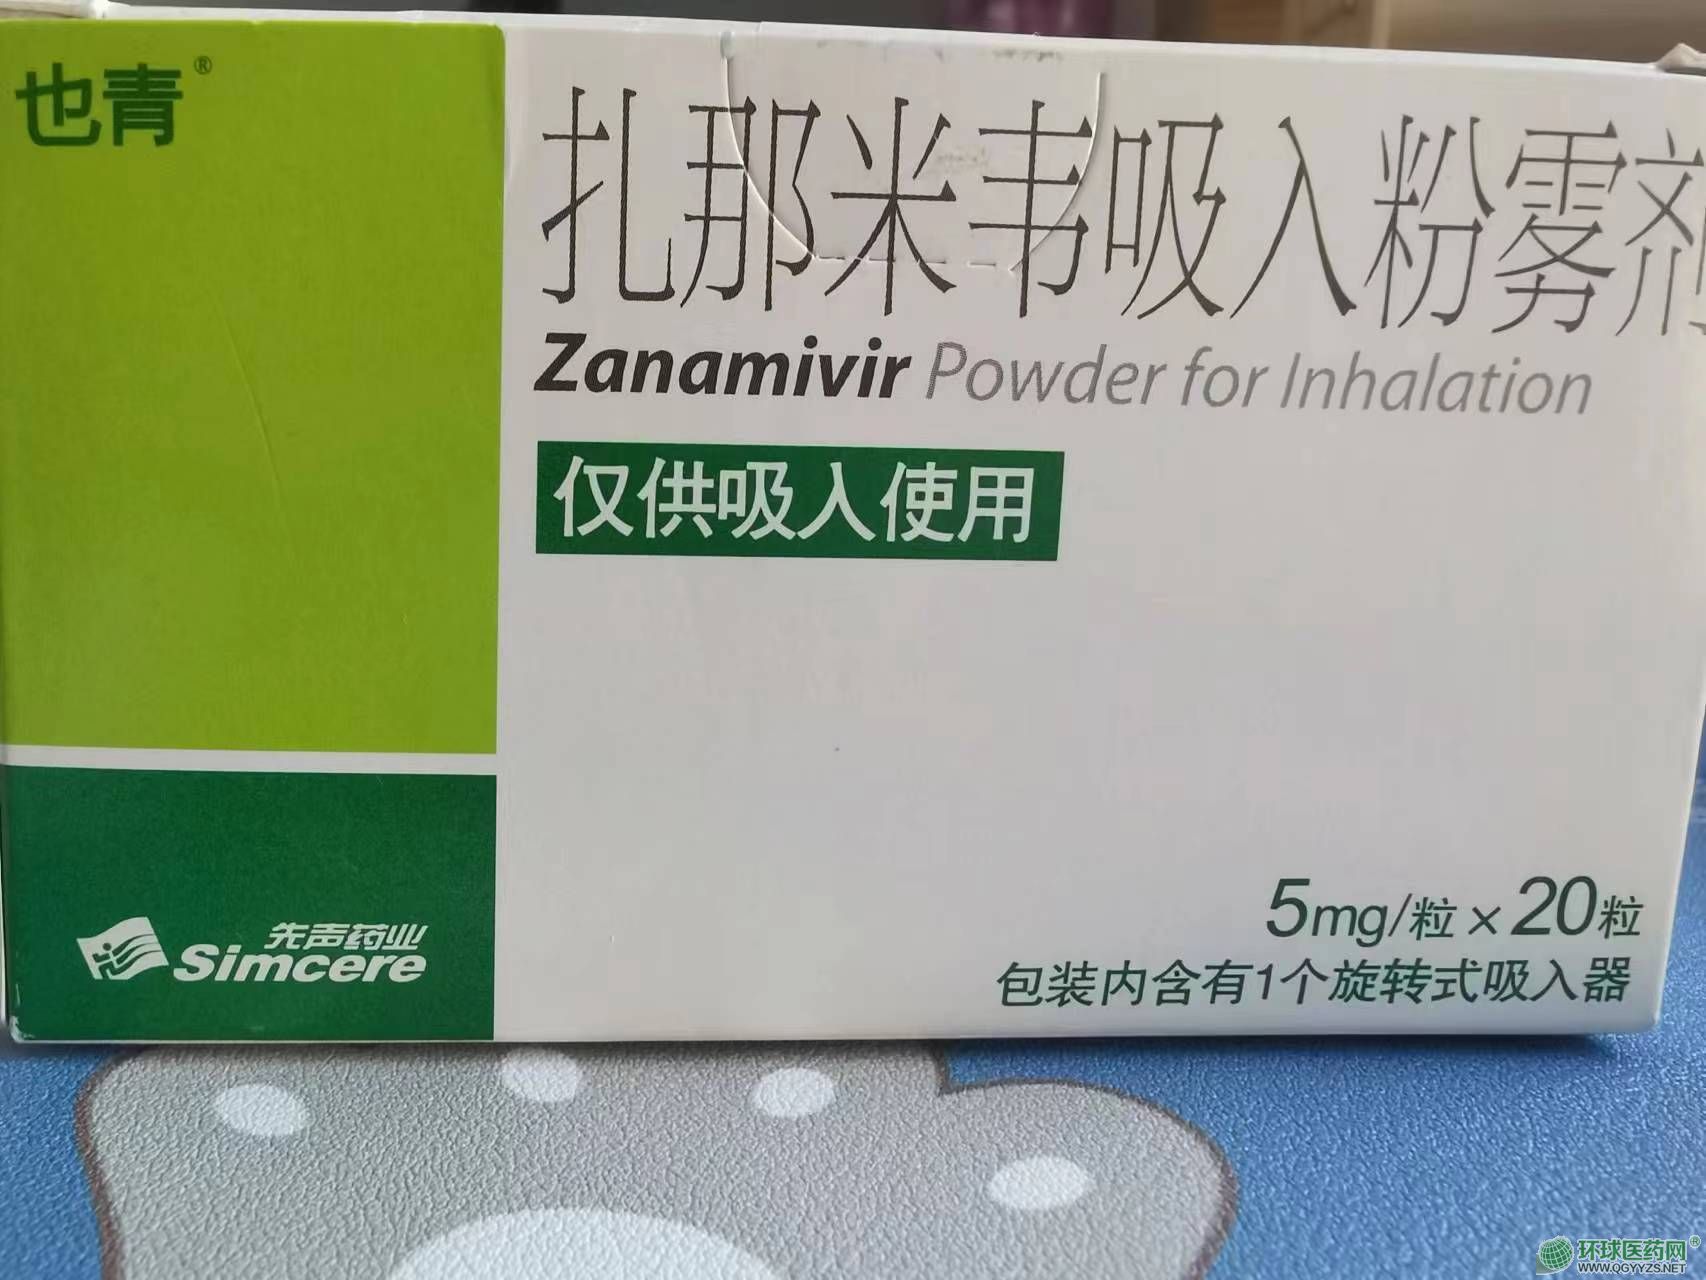 也青®
扎那米韦吸入粉雾剂
Zanamivir Powder for Inhalation
仅供吸入使用
5mg/粒×20粒
包装内含有1个旋转式吸入器
先声药业
Simcere
环球医药网®
WWW.QGYYZS.NET